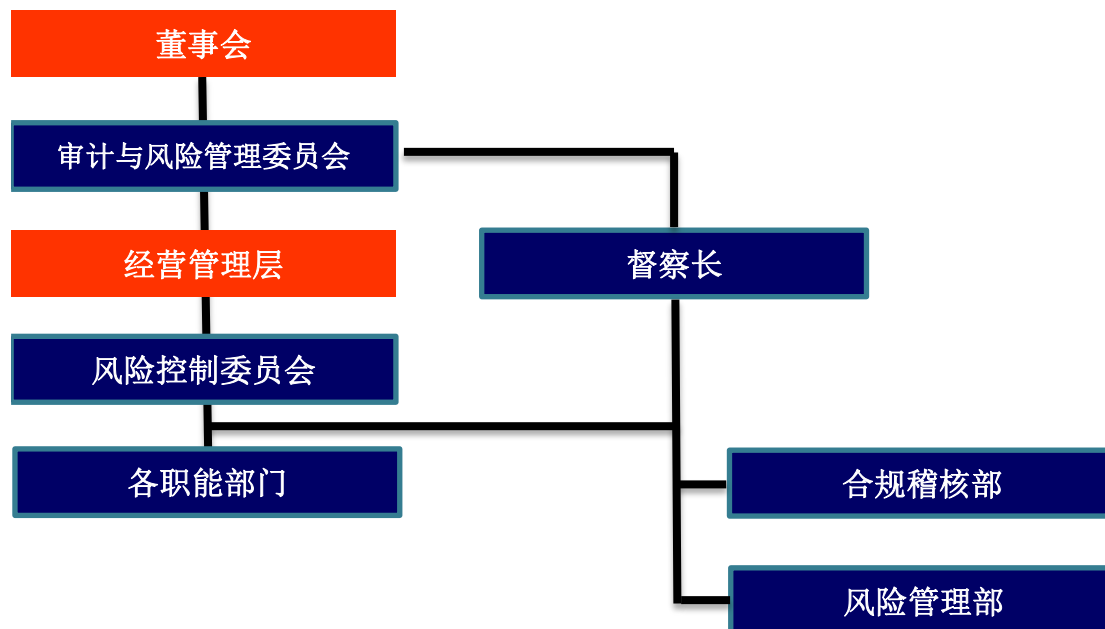 董事会
审计与风险管理委员会
经营管理层
督察长
风险控制委员会
各职能部门
合规稽核部
风险管理部